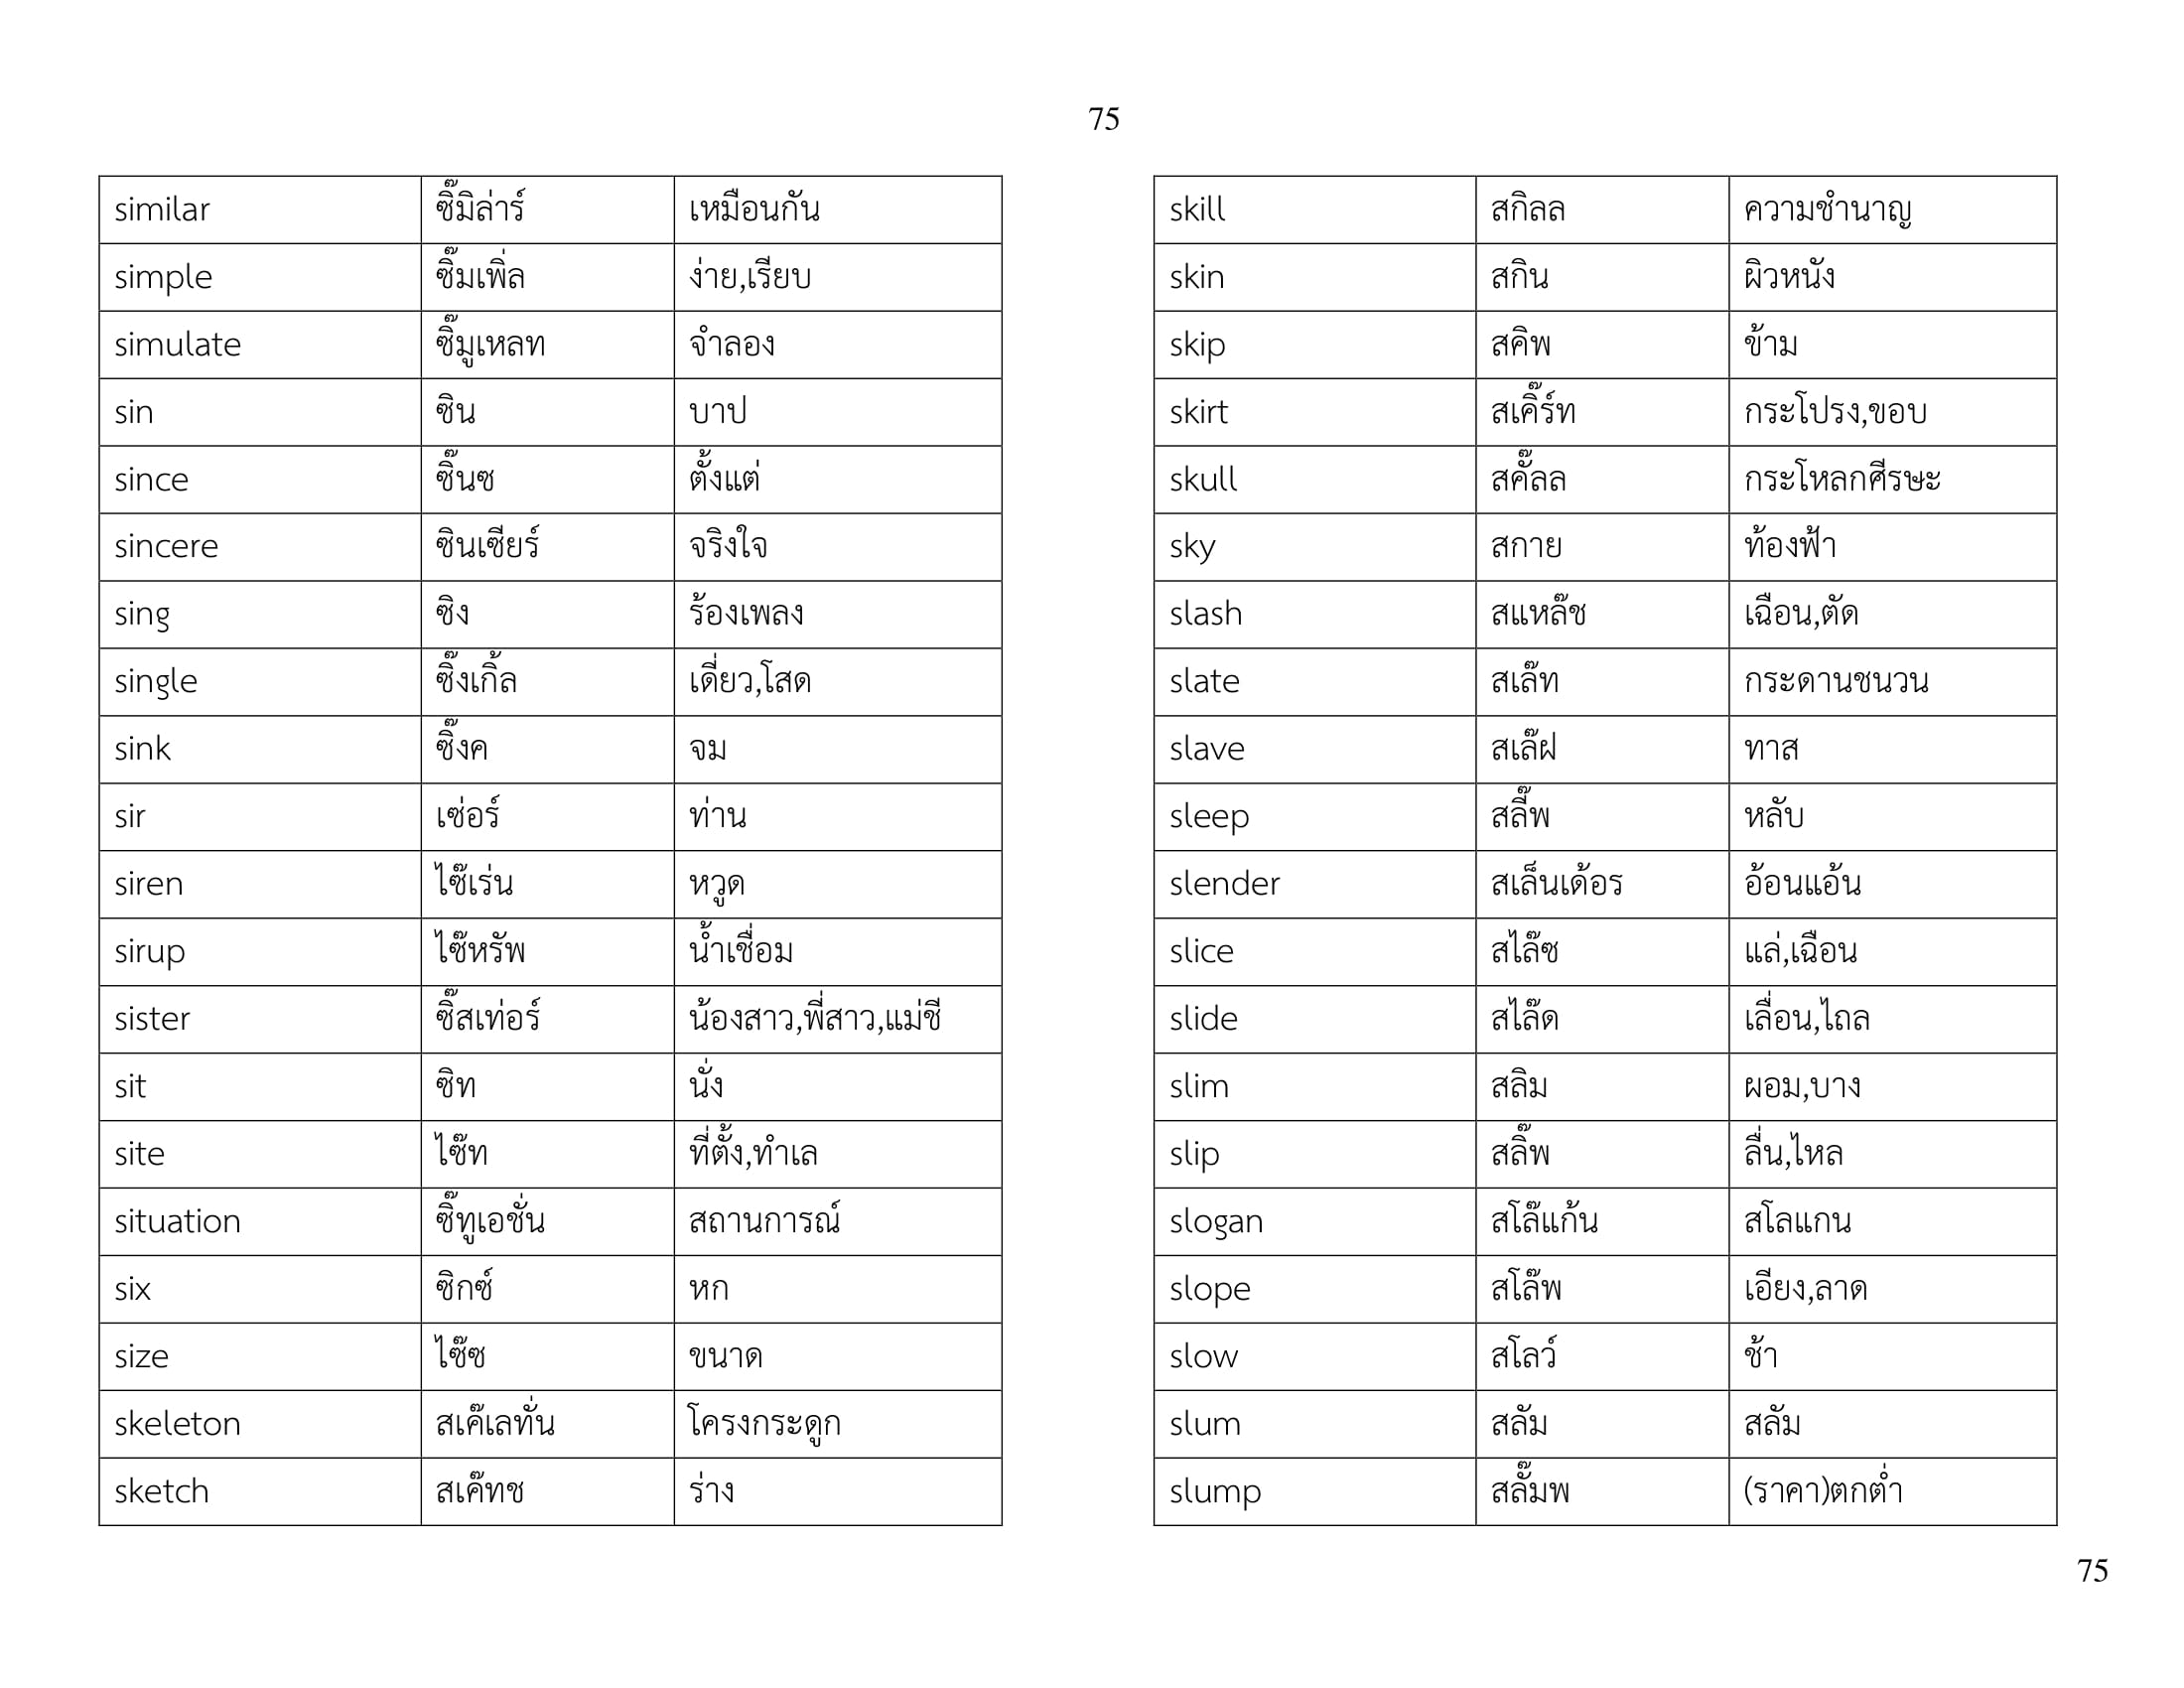 75
similar ซิ๊มิล่าร์ เหมือนกัน
simple ซิ๊มเพิ่ล ง่าย,เรียบ
simulate ซิ๊มูเหลท จำลอง
sin ซิน บาป
since ซิ๊นซ ตั้งแต่
sincere ซินเซียร์ จริงใจ
sing ซิง ร้องเพลง
single ซิ๊งเกิ้ล เดี่ยว,โสด
sink ซิ๊งค จม
sir เซ่อร์ ท่าน
siren ไซ๊เร่น หวูด
sirup ไซ๊หรัพ น้ำเชื่อม
sister ซิ๊สเท่อร์ น้องสาว,พี่สาว,แม่ชี
sit ซิท นั่ง
site ไซ๊ท ที่ตั้ง,ทำเล
situation ซิ๊ทูเอชั่น สถานการณ์
six ซิกซ์ หก
size ไซ๊ซ ขนาด
skeleton สเค๊เลทั่น โครงกระดูก
sketch สเค๊ทช ร่าง
skill สกิลล ความชำนาญ
skin สกิน ผิวหนัง
skip สคิพ ข้าม
skirt สเคิ๊ร์ท กระโปรง,ขอบ
skull สคั๊ลล กระโหลกศีรษะ
sky สกาย ท้องฟ้า
slash สแหล๊ช เฉือน,ตัด
slate สเล๊ท กระดานชนวน
slave สเล๊ฝ ทาส
sleep สลี๊พ หลับ
slender สเล็นเด้อร อ้อนแอ้น
slice สไล๊ซ แล่,เฉือน
slide สไล๊ด เลื่อน,ไถล
slim สลิม ผอม,บาง
slip สลิ๊พ ลื่น,ไหล
slogan สโล๊แก้น สโลแกน
slope สโล๊พ เอียง,ลาด
slow สโลว์ ช้า
slum สลัม สลัม
slump สลั๊มพ (ราคา)ตกต่ำ
75